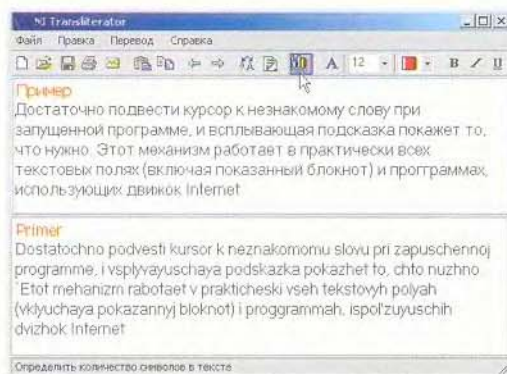 NI Transliterator
Файл Правка Перевод Справка
A 12 B I U
Пример
Достаточно подвести курсор к незнакомому слову при
запущенной программе, и всплывающая подсказка покажет то,
что нужно. Этот механизм работает в практически всех
текстовых полях (включая показанный блокнот) и прогграммах,
использующих движок Internet
Primer
Dostatochno podvesti kursor k neznakomomu slovu pri zapuschennoj
programme, i vsplyvayuschaya podskazka pokazhet to, chto nuzhno.
`Etot mehanizm rabotaet v prakticheski vseh tekstovyh polyah
(vklyuchaya pokazannyj bloknot) i proggrammah, ispol'zuyuschih
dvizhok Internet
Определить количество символов в тексте